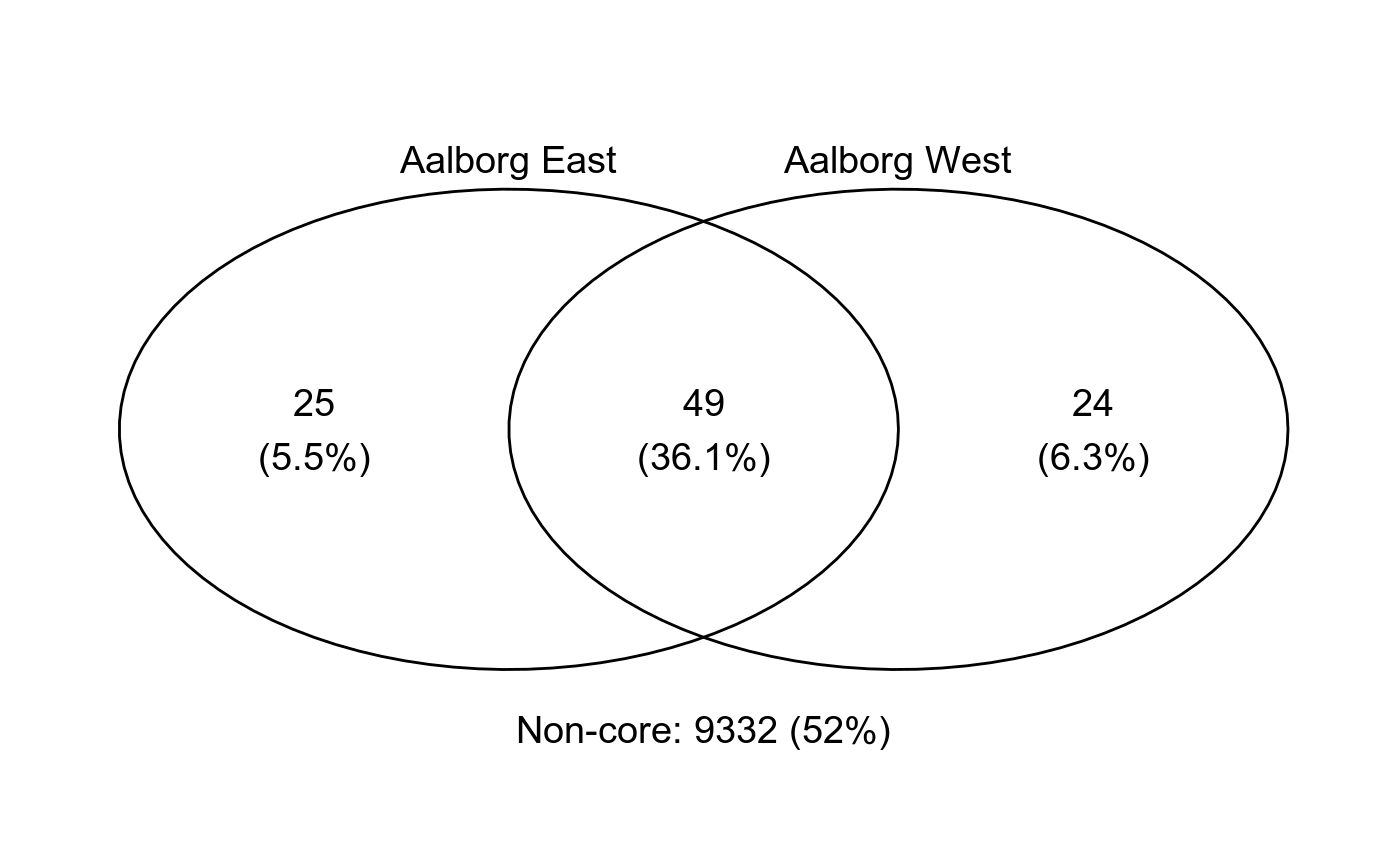 Aalborg East
Aalborg West
25
(5.5%)
49
(36.1%)
24
(6.3%)
Non-core: 9332 (52%)